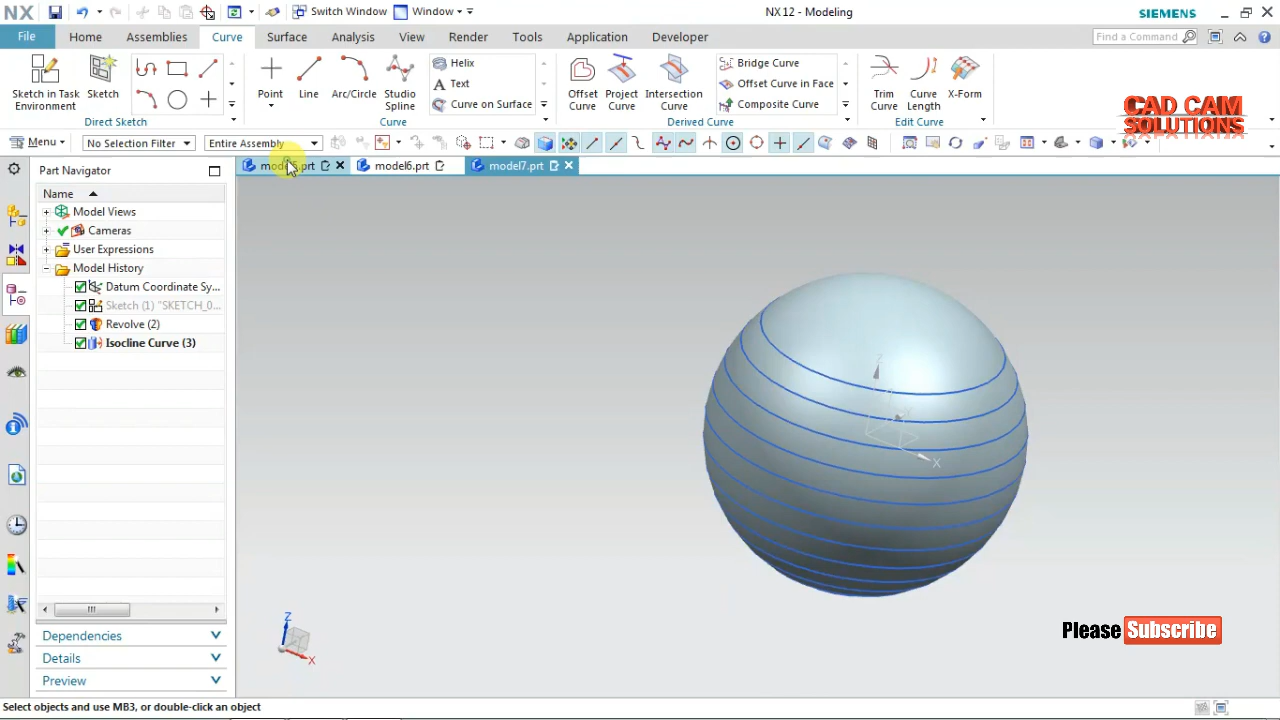 NX
Switch Window
Window
NX 12 - Modeling
SIEMENS
File
Home
Assemblies
Curve
Surface
Analysis
View
Render
Tools
Application
Developer
Find a Command
Sketch in Task Environment
Sketch
Direct Sketch
Point
Line
Arc/Circle
Studio Spline
Helix
Text
Curve on Surface
Curve
Offset Curve
Project Curve
Intersection Curve
Bridge Curve
Offset Curve in Face
Composite Curve
Derived Curve
Trim Curve
Curve Length
X-Form
Edit Curve
CAD CAM
SOLUTIONS
Menu
No Selection Filter
Entire Assembly
model6.prt
model7.prt
Part Navigator
Name
Model Views
Cameras
User Expressions
Model History
Datum Coordinate Sy...
Sketch (1) "SKETCH_0...
Revolve (2)
Isocline Curve (3)
Dependencies
Details
Preview
Z
X
Z
X
Please Subscribe
Select objects and use MB3, or double-click an object